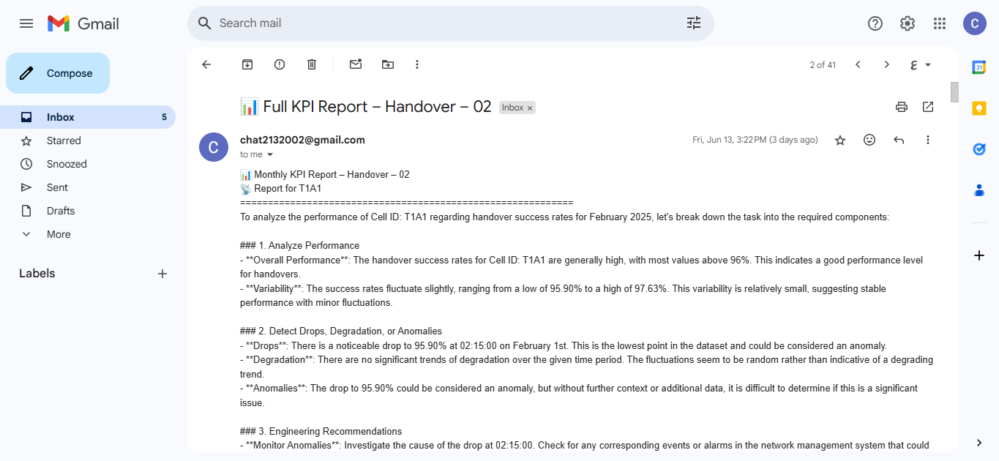 Gmail
Search mail
C
Compose
2 of 41
31
Inbox 5
Starred
Snoozed
Sent
Drafts
More
Labels
📊 Full KPI Report – Handover – 02 Inbox ×
C
chat2132002@gmail.com
Fri, Jun 13, 3:22 PM (3 days ago)
to me
📊 Monthly KPI Report – Handover – 02
📡 Report for T1A1
============================================================
To analyze the performance of Cell ID: T1A1 regarding handover success rates for February 2025, let's break down the task into the required components:
### 1. Analyze Performance
- **Overall Performance**: The handover success rates for Cell ID: T1A1 are generally high, with most values above 96%. This indicates a good performance level
for handovers.
- **Variability**: The success rates fluctuate slightly, ranging from a low of 95.90% to a high of 97.63%. This variability is relatively small, suggesting stable
performance with minor fluctuations.
### 2. Detect Drops, Degradation, or Anomalies
- **Drops**: There is a noticeable drop to 95.90% at 02:15:00 on February 1st. This is the lowest point in the dataset and could be considered an anomaly.
- **Degradation**: There are no significant trends of degradation over the given time period. The fluctuations seem to be random rather than indicative of a degrading
trend.
- **Anomalies**: The drop to 95.90% could be considered an anomaly, but without further context or additional data, it is difficult to determine if this is a significant
issue.
### 3. Engineering Recommendations
- **Monitor Anomalies**: Investigate the cause of the drop at 02:15:00. Check for any corresponding events or alarms in the network management system that could